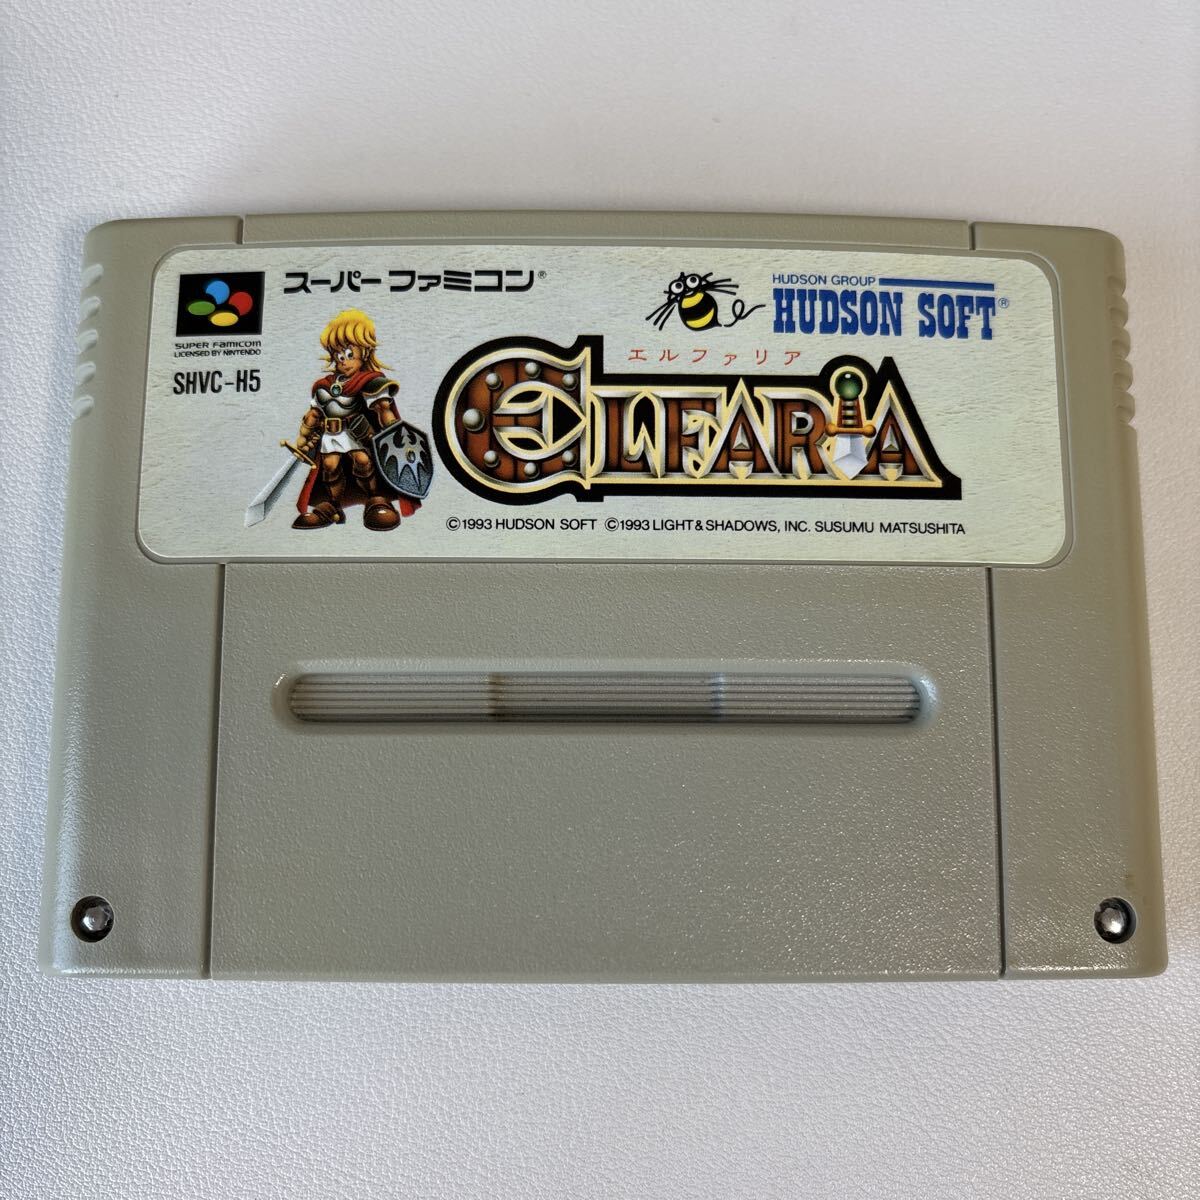 スーパーファミコン®
SUPER FAMICOM
LICENSED BY NINTENDO
SHVC-H5
HUDSON GROUP
HUDSON SOFT®
エルファリア
ELFARIA
©1993 HUDSON SOFT ©1993 LIGHT & SHADOWS, INC. SUSUMU MATSUSHITA